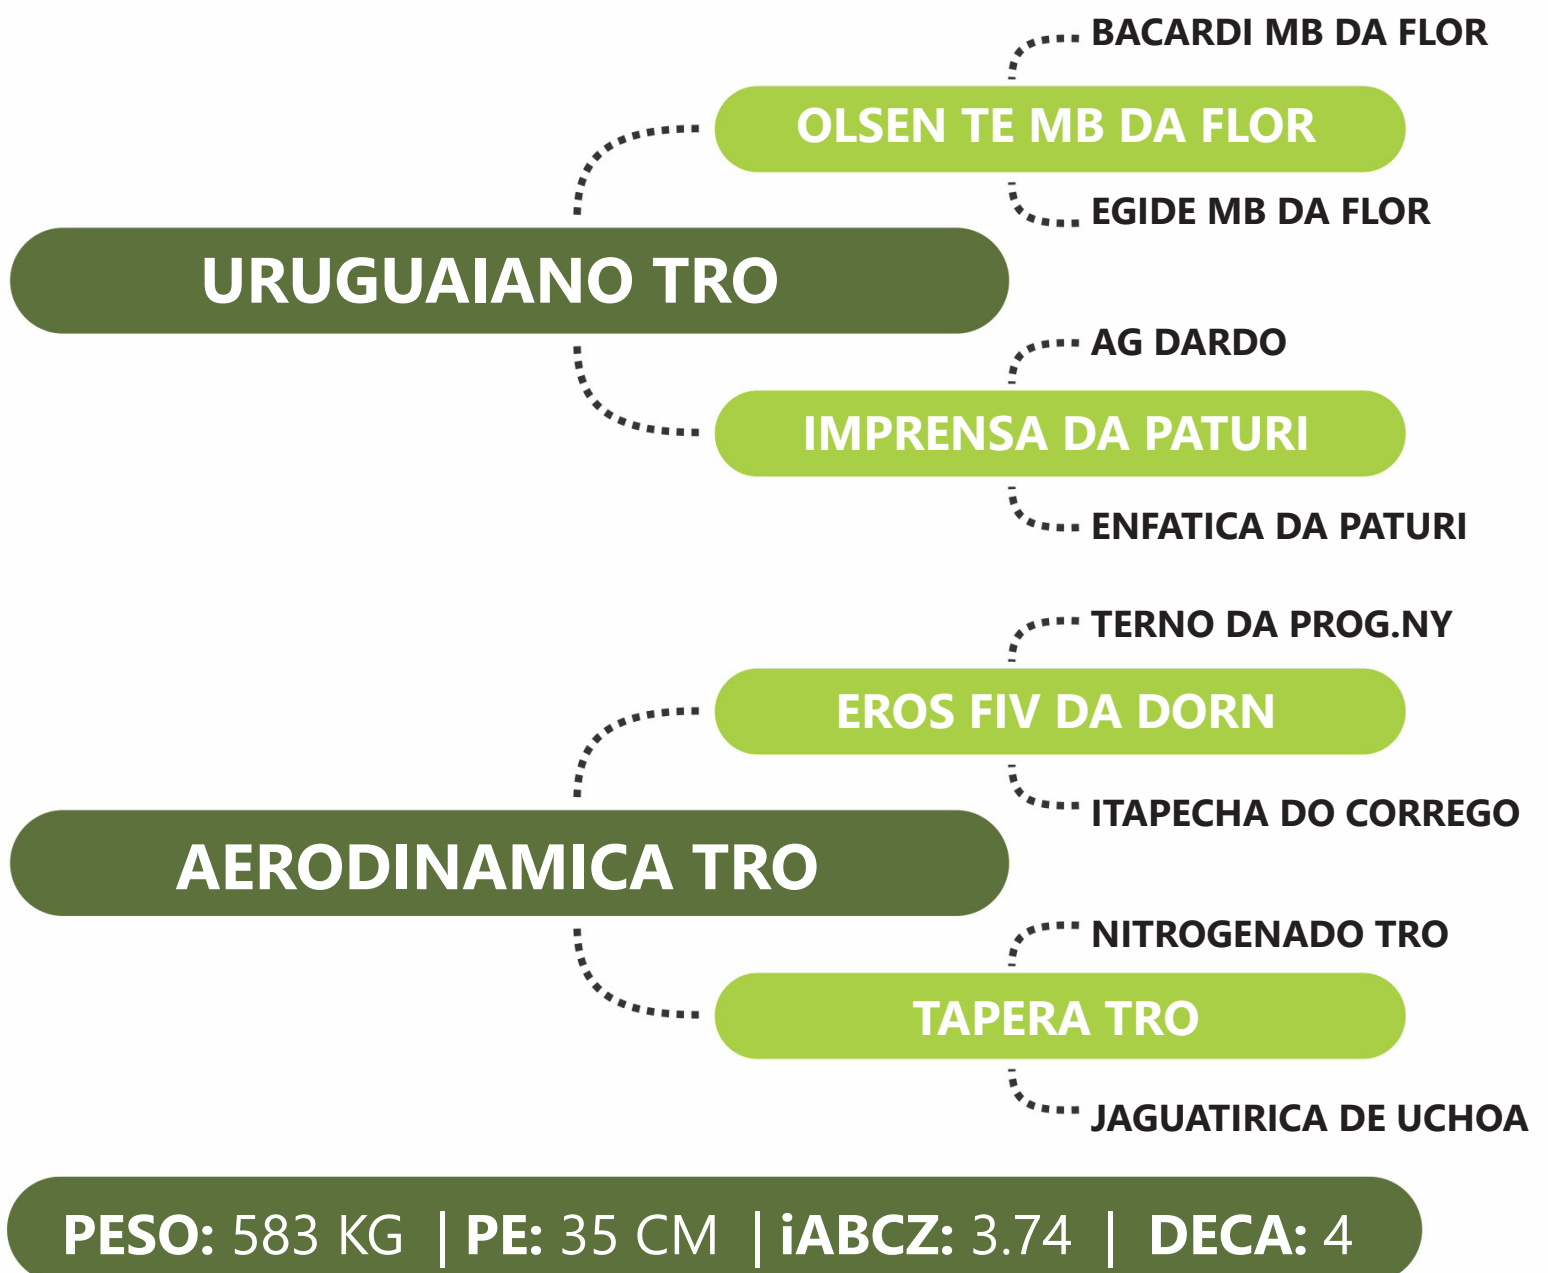 BACARDI MB DA FLOR
OLSEN TE MB DA FLOR
EGIDE MB DA FLOR
URUGUAIANO TRO
AG DARDO
IMPRENSA DA PATURI
ENFATICA DA PATURI
TERNO DA PROG.NY
EROS FIV DA DORN
ITAPECHA DO CORREGO
AERODINAMICA TRO
NITROGENADO TRO
TAPERA TRO
JAGUATIRICA DE UCHOA
PESO: 583 KG | PE: 35 CM | iABCZ: 3.74 | DECA: 4